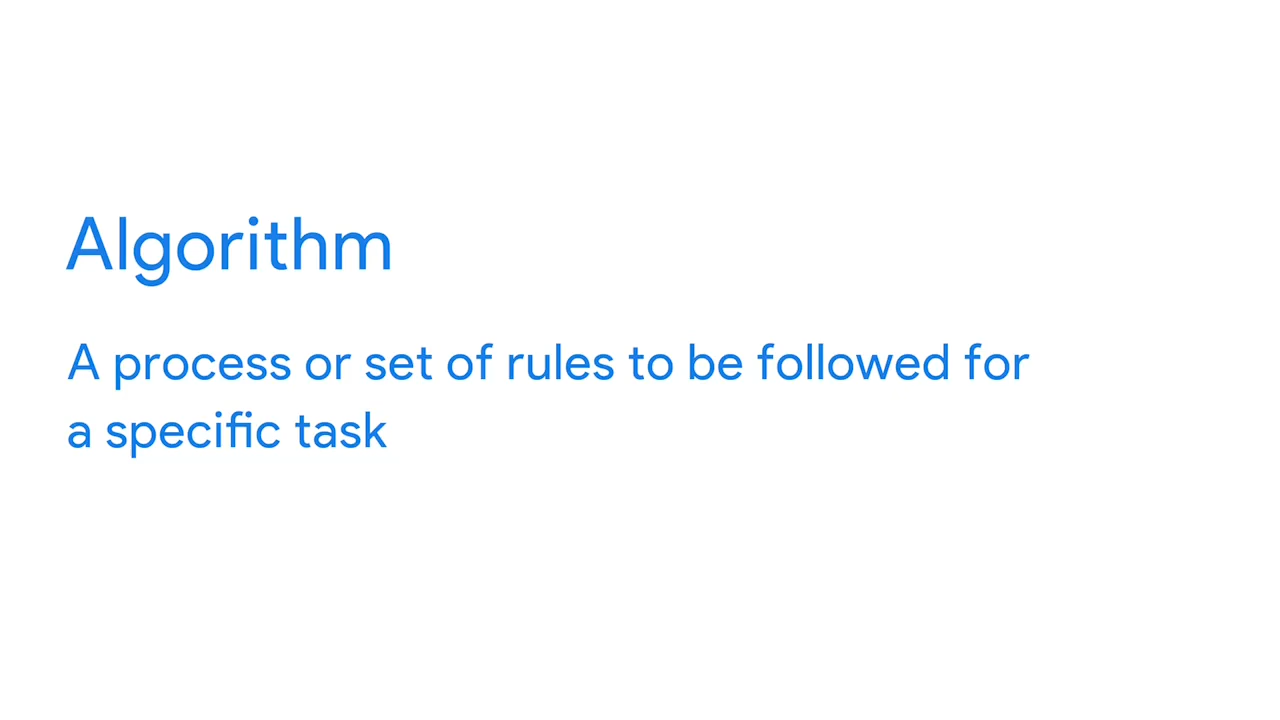 Algorithm
A process or set of rules to be followed for
a specific task